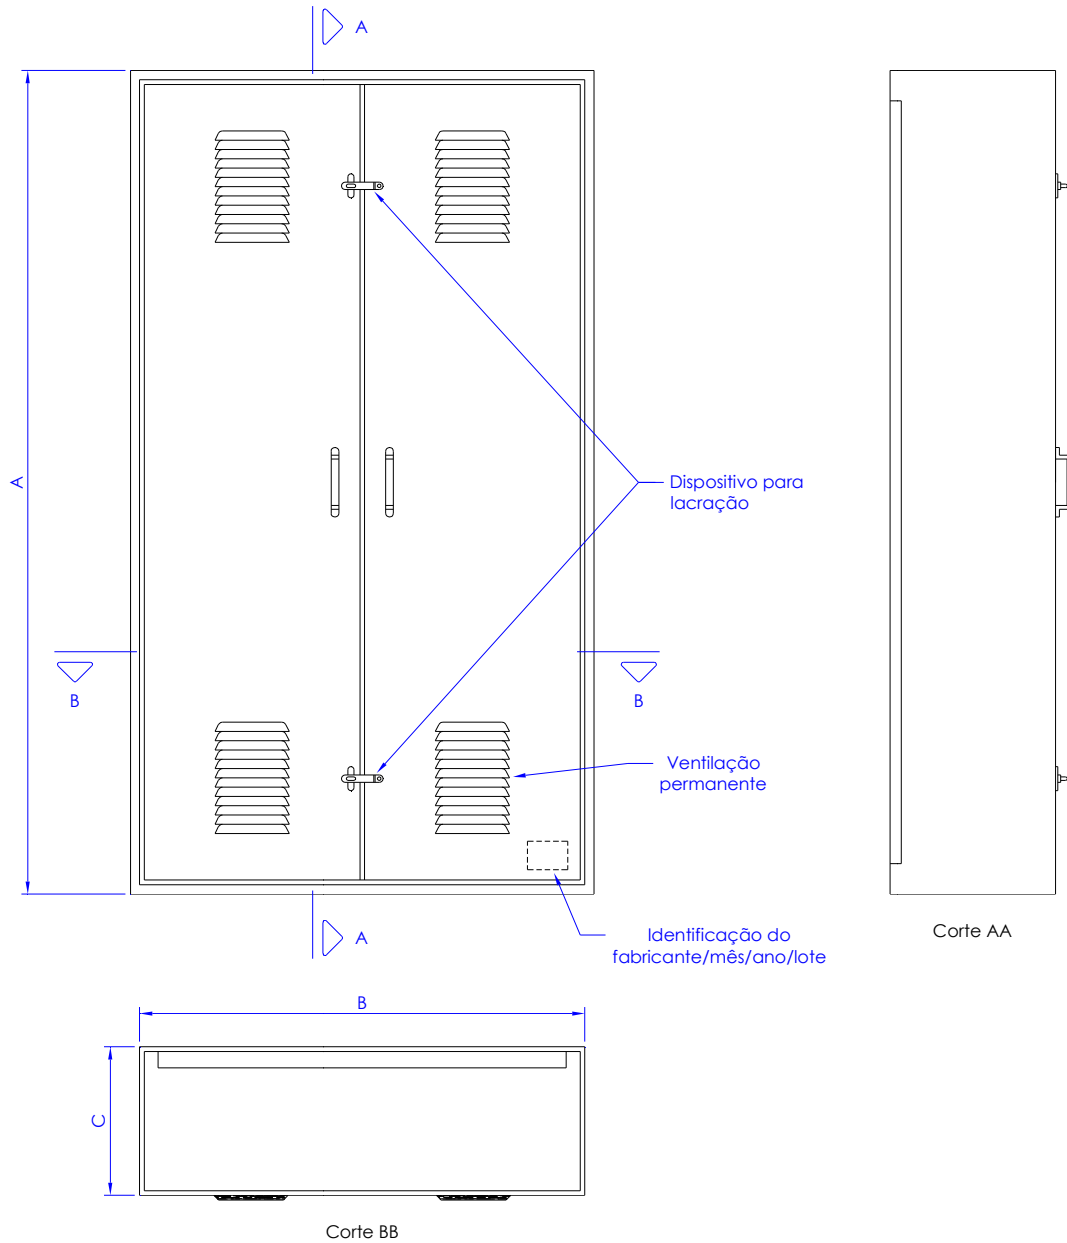 A
A
Dispositivo para
lacração
B
B
Ventilação
permanente
A
Identificação do
fabricante/mês/ano/lote
Corte AA
B
C
Corte BB